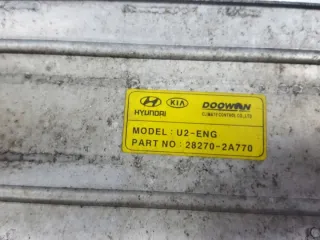 HYUNDAI KIA DOOWON
CLIMATE CONTROL CO., LTD.
MODEL : U2-ENG
PART NO : 28270-2A770